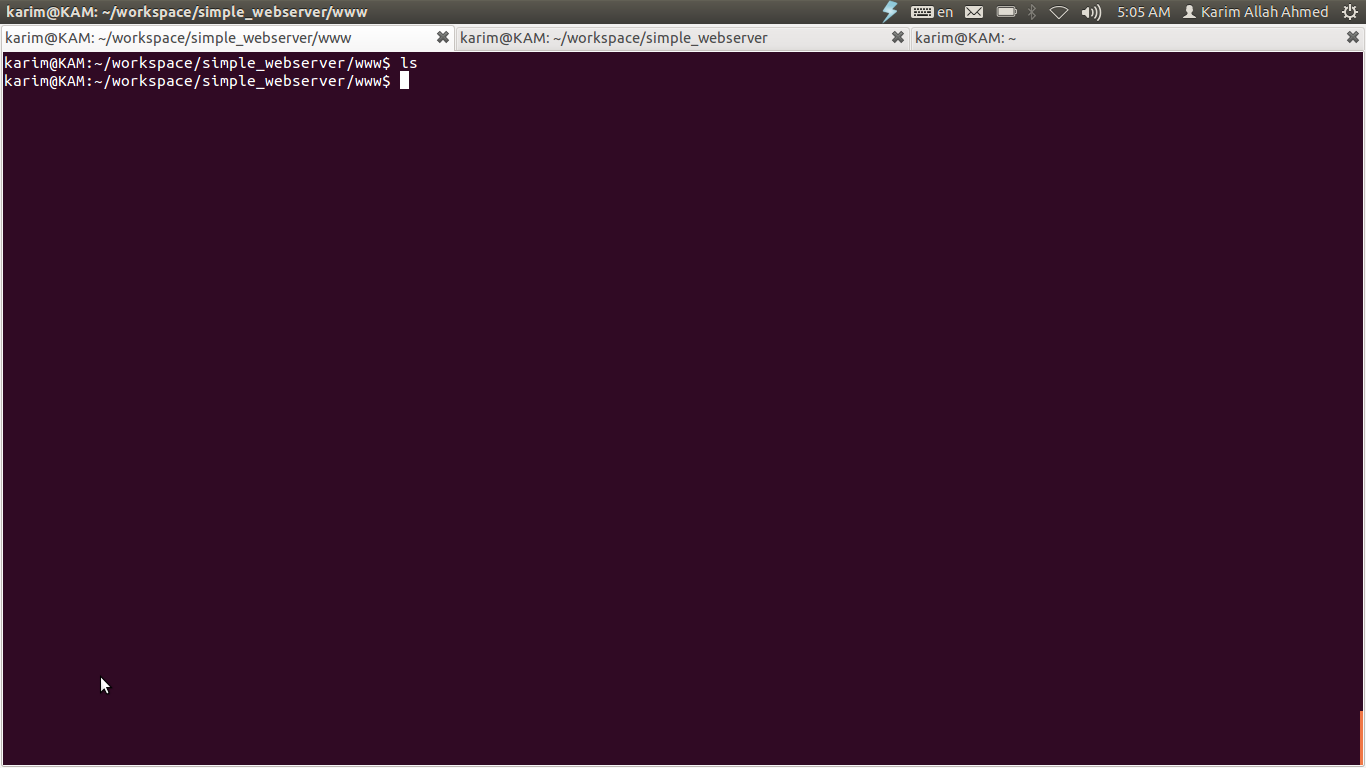 karim@KAM: ~/workspace/simple_webserver/www en 5:05 AM Karim Allah Ahmed
karim@KAM: ~/workspace/simple_webserver/www karim@KAM: ~/workspace/simple_webserver karim@KAM: ~
karim@KAM:~/workspace/simple_webserver/www$ ls
karim@KAM:~/workspace/simple_webserver/www$